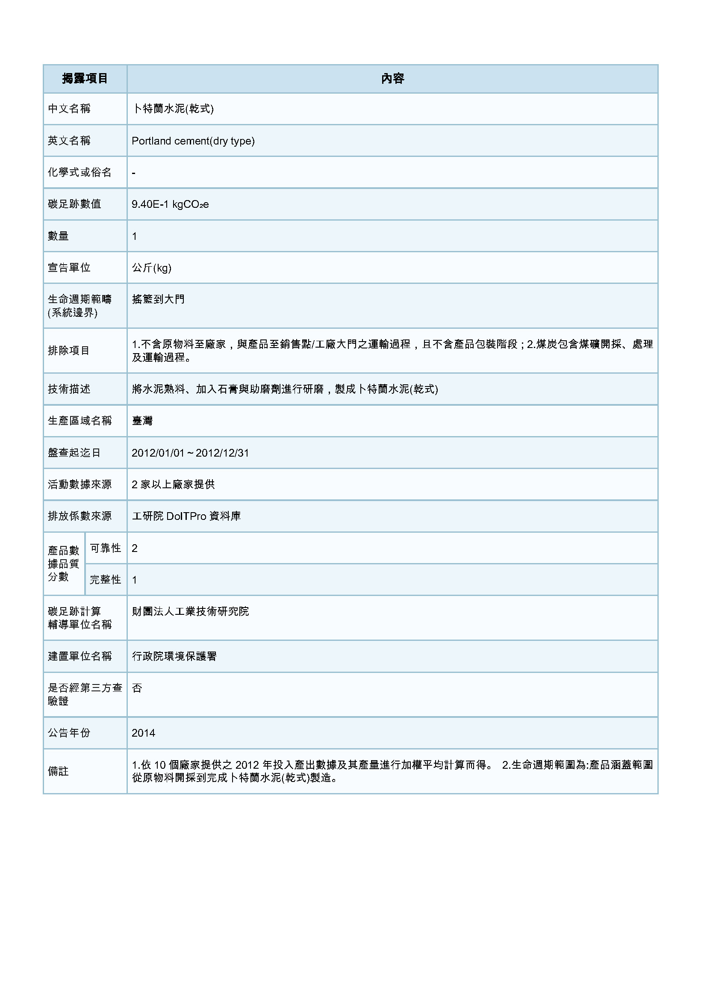 揭露項目 內容
中文名稱 卜特蘭水泥(乾式)
英文名稱 Portland cement(dry type)
化學式或俗名 -
碳足跡數值 9.40E-1 kgCO₂e
數量 1
宣告單位 公斤(kg)
生命週期範疇 搖籃到大門
(系統邊界)
排除項目 1.不含原物料至廠家，與產品至銷售點/工廠大門之運輸過程，且不含產品包裝階段；2.煤炭包含煤礦開採、處理
及運輸過程。
技術描述 將水泥熟料、加入石膏與助磨劑進行研磨，製成卜特蘭水泥(乾式)
生產區域名稱 臺灣
盤查起迄日 2012/01/01～2012/12/31
活動數據來源 2 家以上廠家提供
排放係數來源 工研院 DoITPro 資料庫
產品數
據品質
分數
可靠性 2
完整性 1
碳足跡計算 財團法人工業技術研究院
輔導單位名稱
建置單位名稱 行政院環境保護署
是否經第三方查 否
驗證
公告年份 2014
備註 1.依 10 個廠家提供之 2012 年投入產出數據及其產量進行加權平均計算而得。 2.生命週期範圍為:產品涵蓋範圍
從原物料開採到完成卜特蘭水泥(乾式)製造。